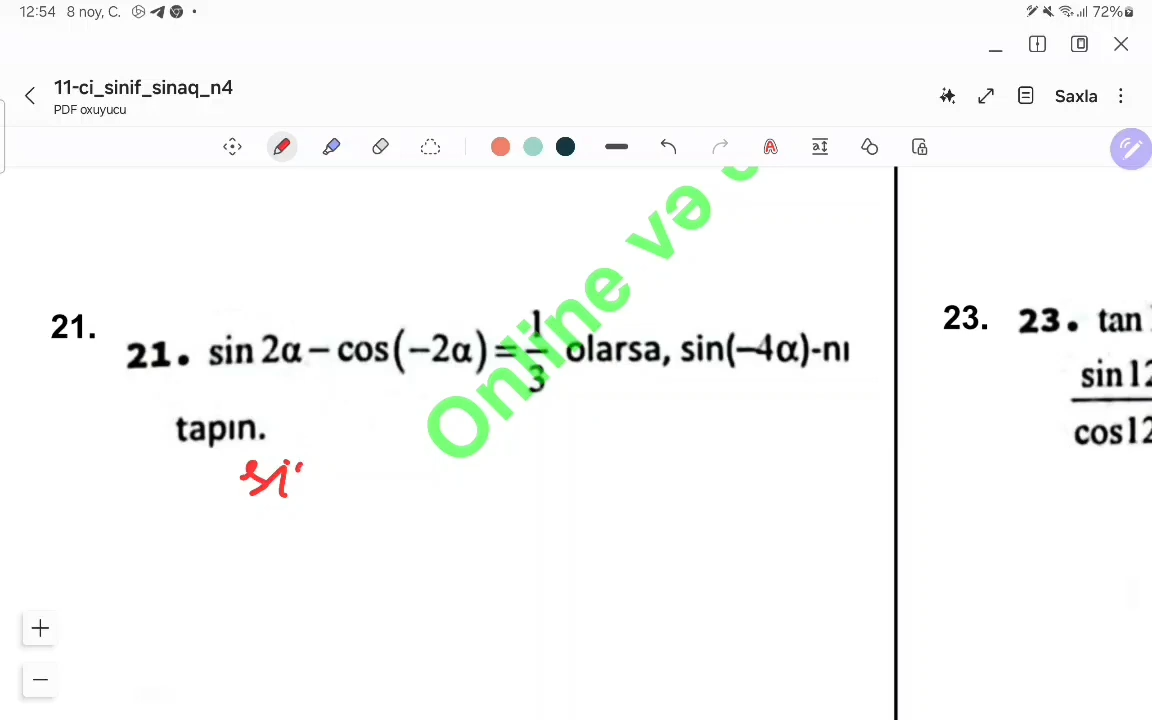 12:54 8 noy, C. 72%
11-ci_sinif_sinaq_n4
PDF oxuyucu
Saxla
21.
21. sin 2α – cos(–2α) = 1/3 olarsa, sin(–4α)-nı
tapın.
si
Online və
23.
23. tan
sin12
cos12